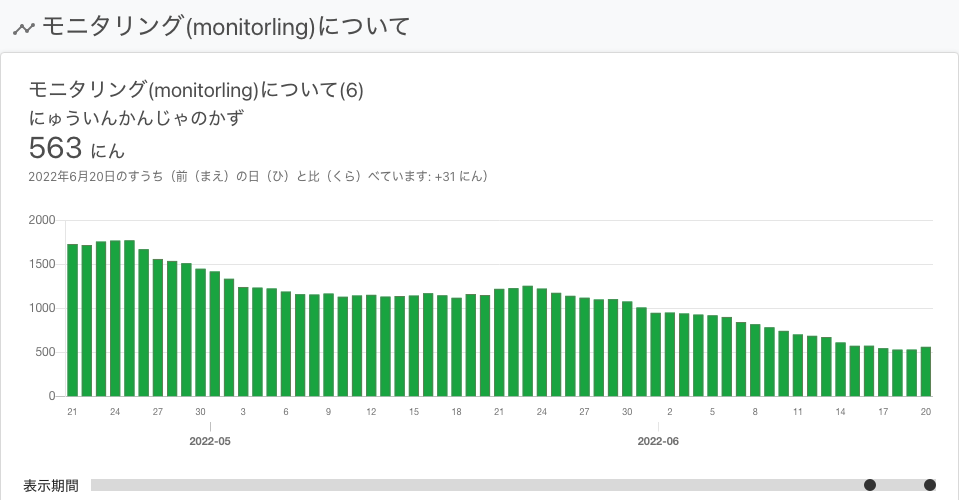 モニタリング(monitorling)について
モニタリング(monitorling)について(6)
にゅういんかんじゃのかず
563 にん
2022年6月20日のすうち（前（まえ）の日（ひ）と比（くら）べています: +31 にん）
2000
1500
1000
500
0
21 24 27 30 3 6 9 12 15 18 21 24 27 30 2 5 8 11 14 17 20
2022-05 2022-06
表示期間